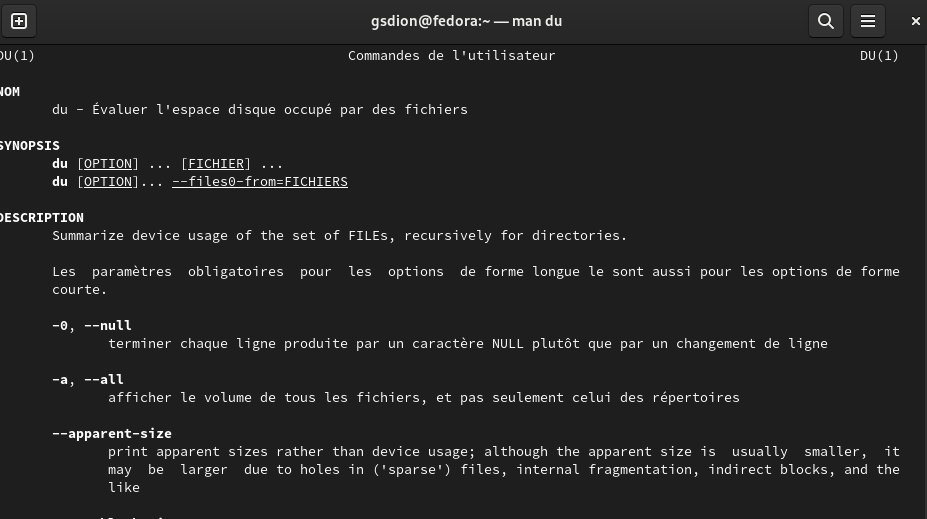 gsdion@fedora:~ — man du
DU(1) Commandes de l'utilisateur DU(1)
NOM
du - Évaluer l'espace disque occupé par des fichiers
SYNOPSIS
du [OPTION] ... [FICHIER] ...
du [OPTION]... --files0-from=FICHIERS
DESCRIPTION
Summarize device usage of the set of FILEs, recursively for directories.
Les paramètres obligatoires pour les options de forme longue le sont aussi pour les options de forme
courte.
-0, --null
terminer chaque ligne produite par un caractère NULL plutôt que par un changement de ligne
-a, --all
afficher le volume de tous les fichiers, et pas seulement celui des répertoires
--apparent-size
print apparent sizes rather than device usage; although the apparent size is usually smaller, it
may be larger due to holes in ('sparse') files, internal fragmentation, indirect blocks, and the
like